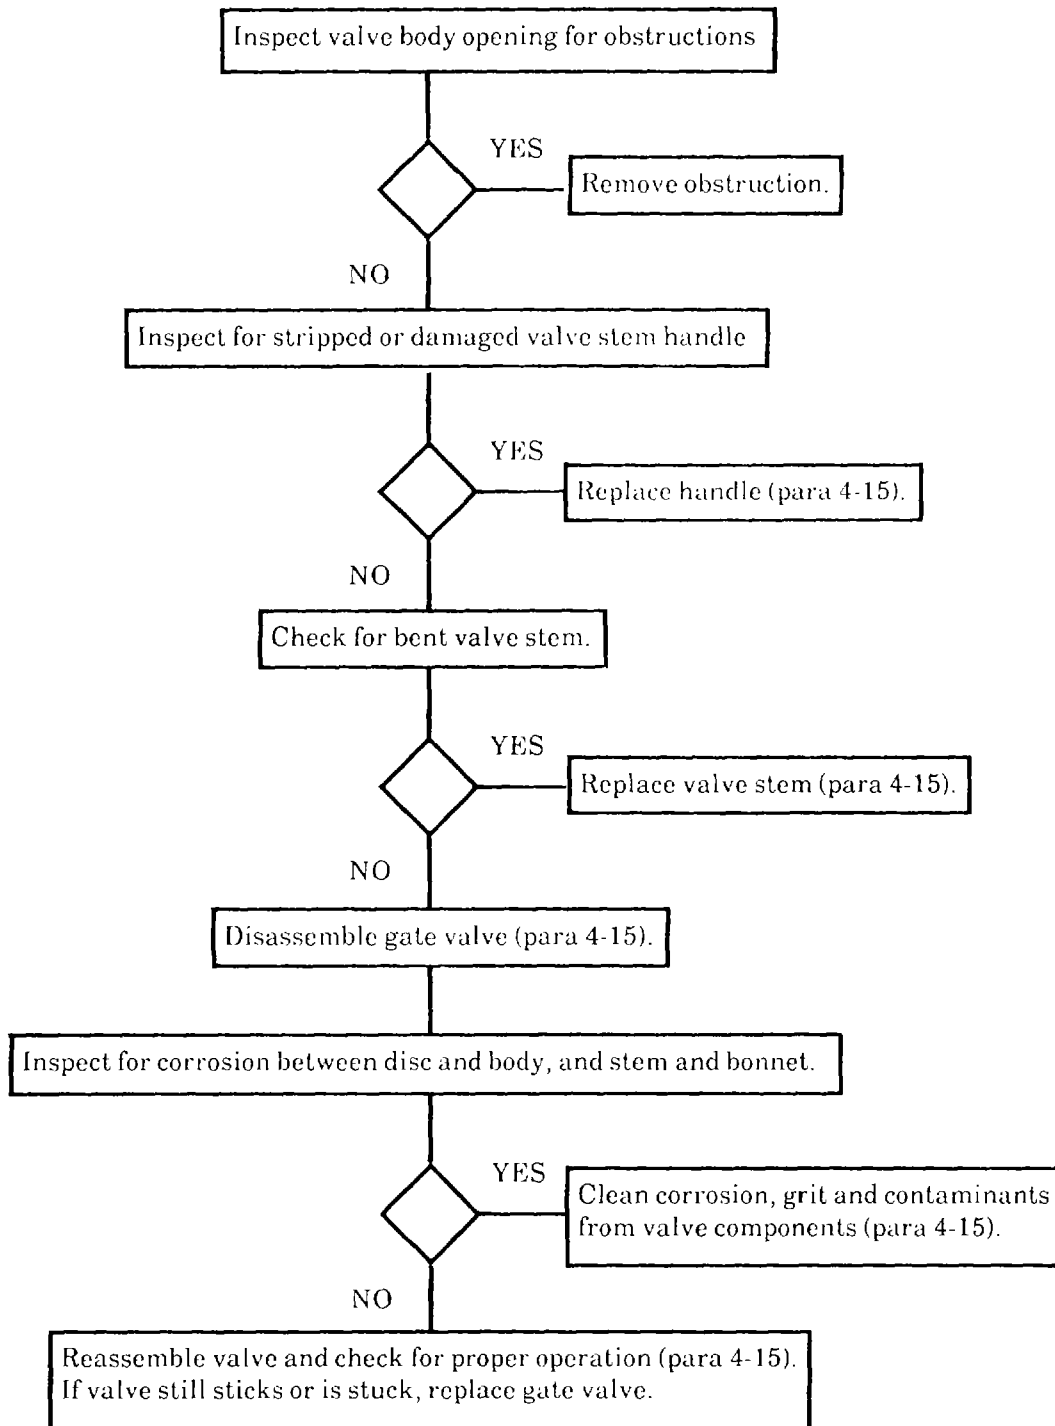 Inspect valve body opening for obstructions
YES
Remove obstruction.
NO
Inspect for stripped or damaged valve stem handle
YES
Replace handle (para 4-15).
NO
Check for bent valve stem.
YES
Replace valve stem (para 4-15).
NO
Disassemble gate valve (para 4-15).
Inspect for corrosion between disc and body, and stem and bonnet.
YES
Clean corrosion, grit and contaminants
from valve components (para 4-15).
NO
Reassemble valve and check for proper operation (para 4-15).
If valve still sticks or is stuck, replace gate valve.